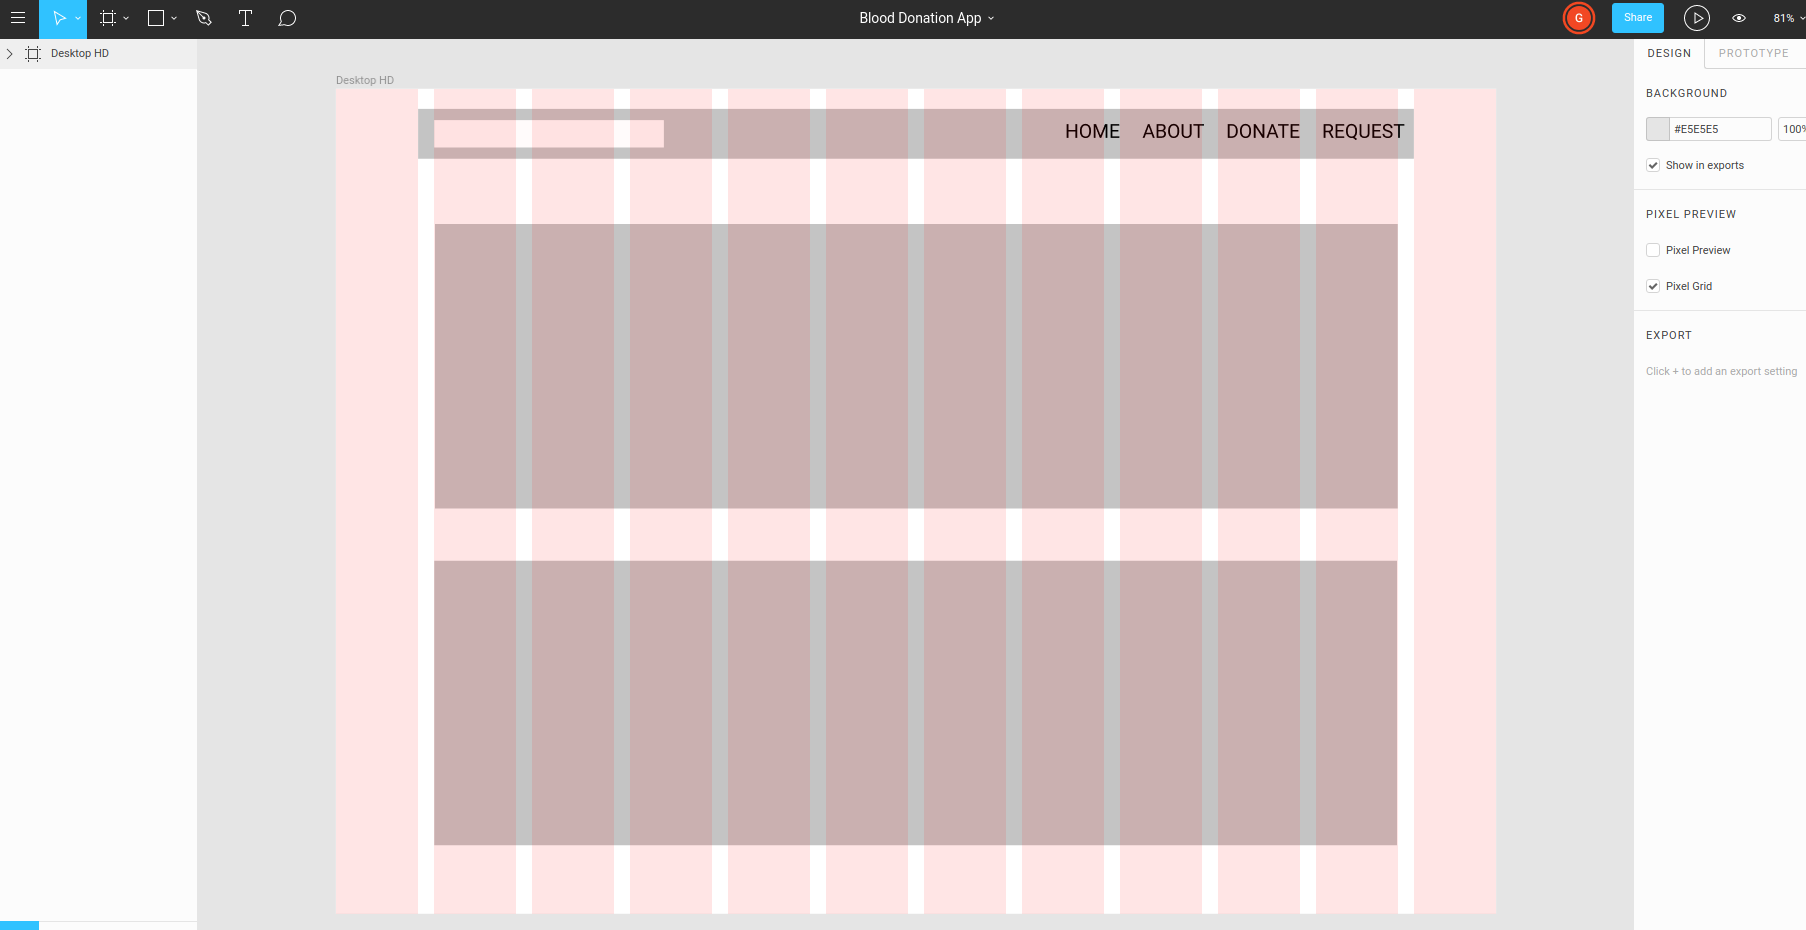 Blood Donation App
G
Share
81%
Desktop HD
DESIGN
PROTOTYPE
Desktop HD
BACKGROUND
HOME ABOUT DONATE REQUEST
#E5E5E5
100%
Show in exports
PIXEL PREVIEW
Pixel Preview
Pixel Grid
EXPORT
Click + to add an export setting